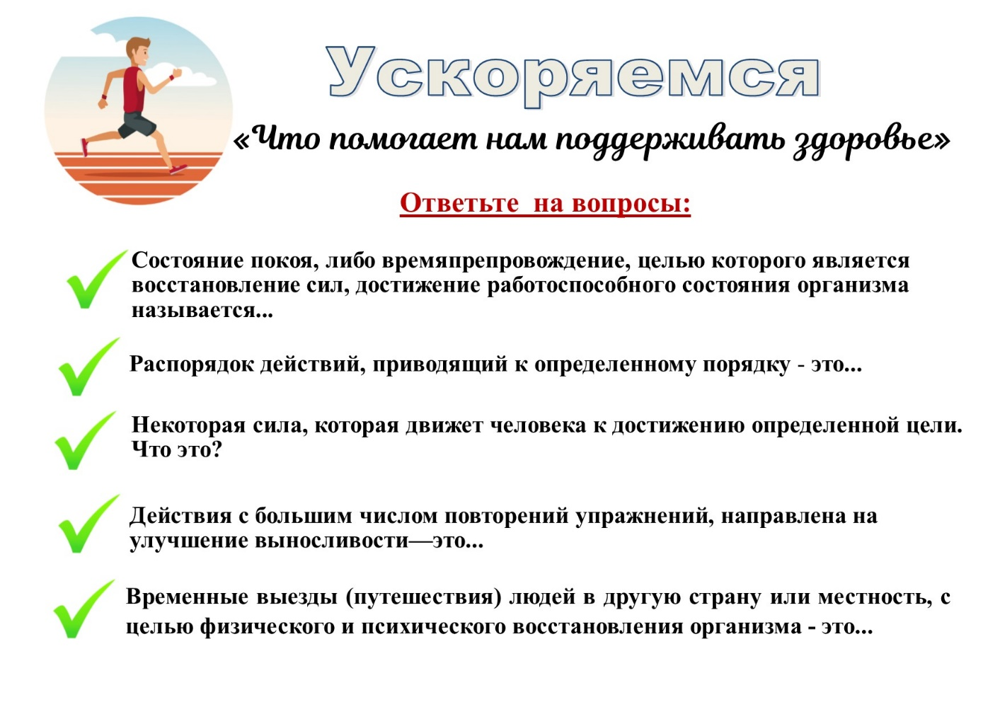 Ускоряемся
«Что помогает нам поддерживать здоровье»
Ответьте на вопросы:
Состояние покоя, либо времяпрепровождение, целью которого является
восстановление сил, достижение работоспособного состояния организма
называется...
Распорядок действий, приводящий к определенному порядку - это...
Некоторая сила, которая движет человека к достижению определенной цели.
Что это?
Действия с большим числом повторений упражнений, направлена на
улучшение выносливости—это...
Временные выезды (путешествия) людей в другую страну или местность, с
целью физического и психического восстановления организма - это...